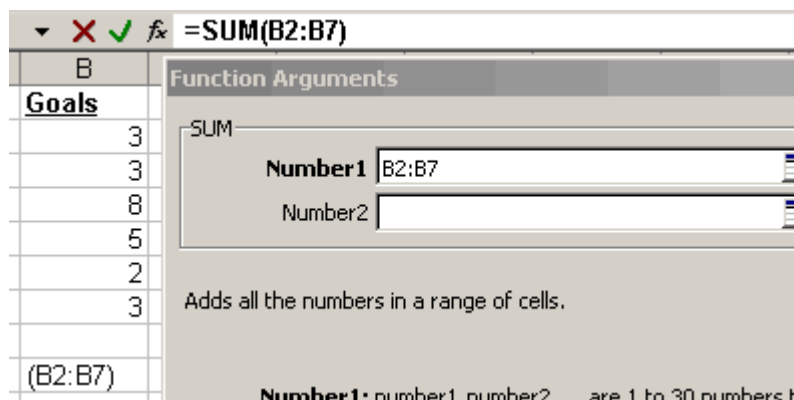 fx =SUM(B2:B7)
B
Function Arguments
Goals
SUM
3
Number1 B2:B7
3
Number2
8
5
2
Adds all the numbers in a range of cells.
3
(B2:B7)
Number1: number1,number2,... are 1 to 30 numbers